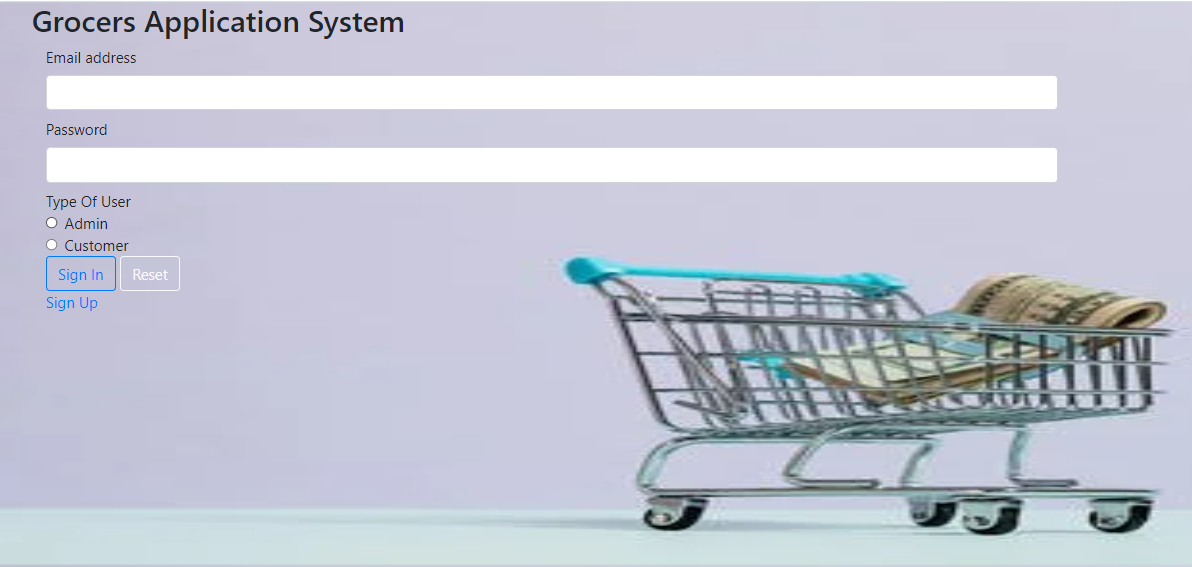 Grocers Application System
Email address
Password
Type Of User
Admin
Customer
Sign In Reset
Sign Up